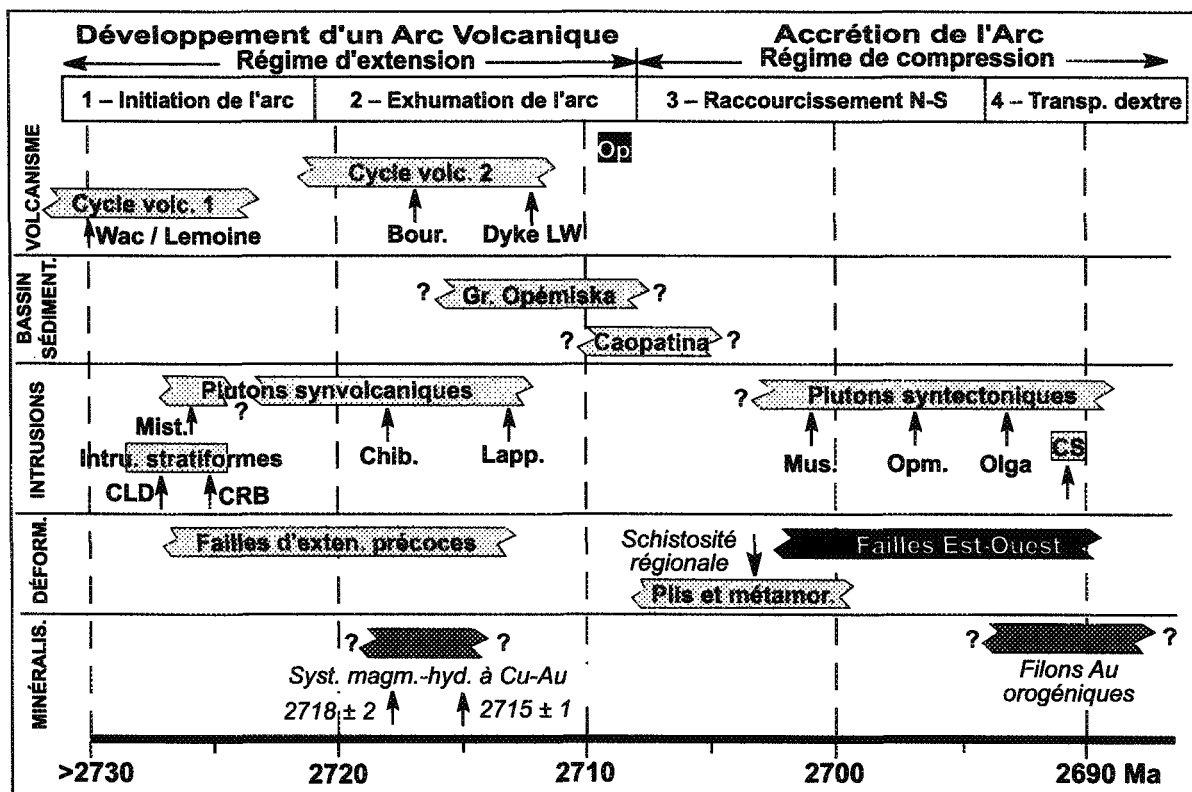 Développement d'un Arc Volcanique
Accrétion de l'Arc
Régime d'extension
Régime de compression
1 – Initiation de l'arc
2 – Exhumation de l'arc
3 – Raccourcissement N-S
4 – Transp. dextre
VOLCANISME
Op
Cycle volc. 2
Cycle volc. 1
Wac / Lemoine
Bour.
Dyke LW
BASSIN
SÉDIMENT.
? Gr. Opémiska ?
? Caopatina ?
INTRUSIONS
Plutons synvolcaniques
?
? Plutons syntectoniques
Mist.
Chib.
Lapp.
Mus.
Opm.
Olga
CS
Intru. stratiformes
CLD
CRB
DÉFORM.
Failles d'exten. précoces
Schistosité
régionale
Failles Est-Ouest
Plis et métamor.
MINÉRALIS.
? ?
? ?
Syst. magm.-hyd. à Cu-Au
2718 ± 2
2715 ± 1
Filons Au
orogéniques
>2730
2720
2710
2700
2690 Ma